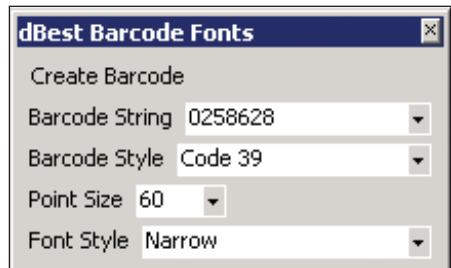 dBest Barcode Fonts
Create Barcode
Barcode String 0258628
Barcode Style Code 39
Point Size 60
Font Style Narrow